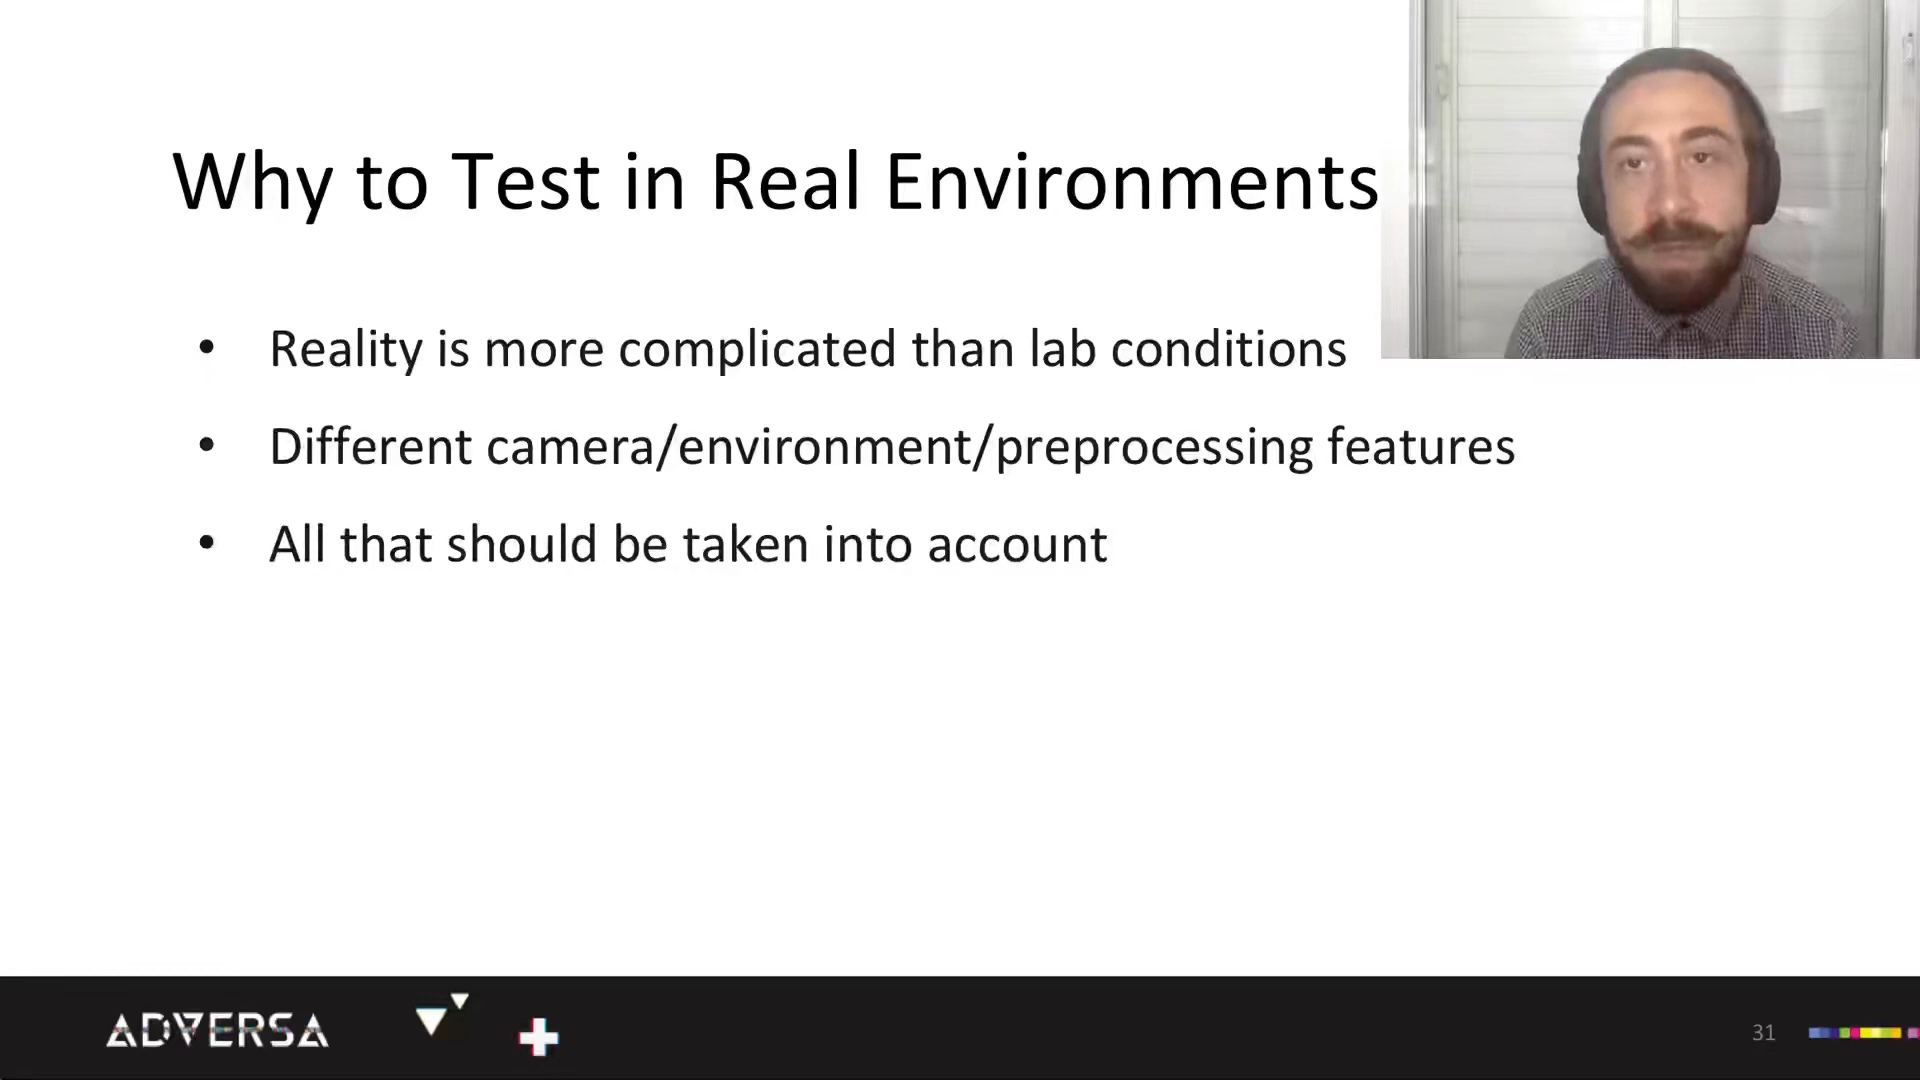 Why to Test in Real Environments
• Reality is more complicated than lab conditions
• Different camera/environment/preprocessing features
• All that should be taken into account
ADVERSA
31